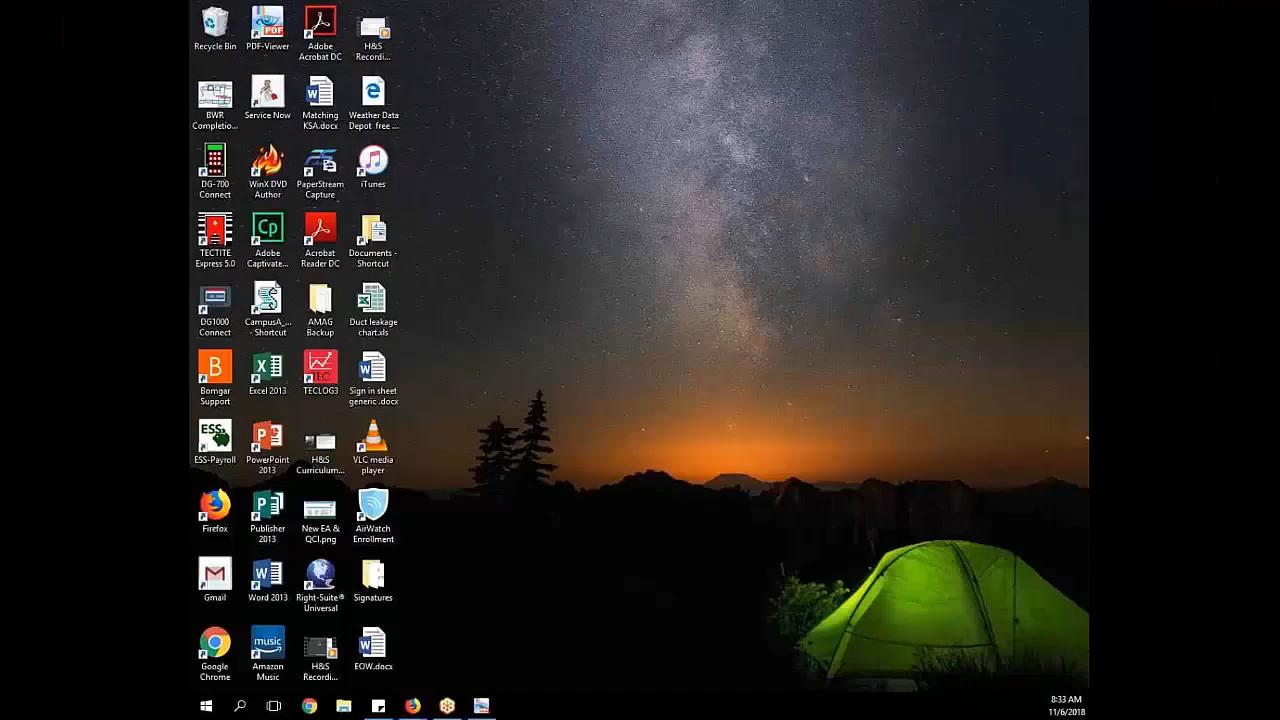 Recycle Bin
PDF-Viewer
Adobe
Acrobat DC
H&S
Recordi...
BWR
Completio...
Service Now
Matching
KSA.docx
Weather Data
Depot free ...
DG-700
Connect
WinX DVD
Author
PaperStream
Capture
iTunes
TECTITE
Express 5.0
Cp
Adobe
Captivate...
Acrobat
Reader DC
Documents -
Shortcut
DG1000
Connect
CampusA_...
- Shortcut
AMAG
Backup
Duct leakage
chart.xls
B
Bomgar
Support
Excel 2013
TEC
TECLOG3
Sign in sheet
generic .docx
ESS
ESS-Payroll
PowerPoint
2013
H&S
Curriculum...
VLC media
player
Firefox
Publisher
2013
New EA &
QCI.png
AirWatch
Enrollment
Gmail
Word 2013
Right-Suite®
Universal
Signatures
Google
Chrome
music
Amazon
Music
H&S
Recordi...
EOW.docx
8:33 AM
11/6/2018